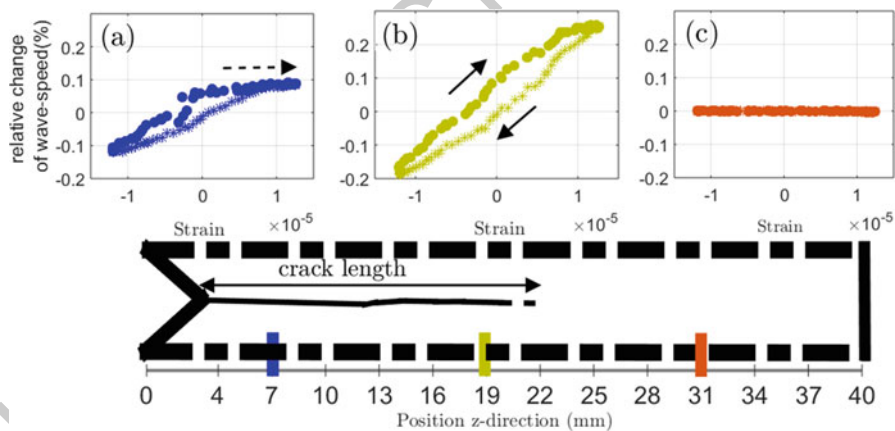 (a) (b) (c)
relative change of wave-speed(%)
0.2 0.2 0.2
0.1 0.1 0.1
0 0 0
-0.1 -0.1 -0.1
-0.2 -0.2 -0.2
-1 0 1 -1 0 1 -1 0 1
Strain ×10⁻⁵ Strain ×10⁻⁵ Strain ×10⁻⁵
crack length
0 4 7 10 13 16 19 22 25 28 31 34 37 40
Position z-direction (mm)